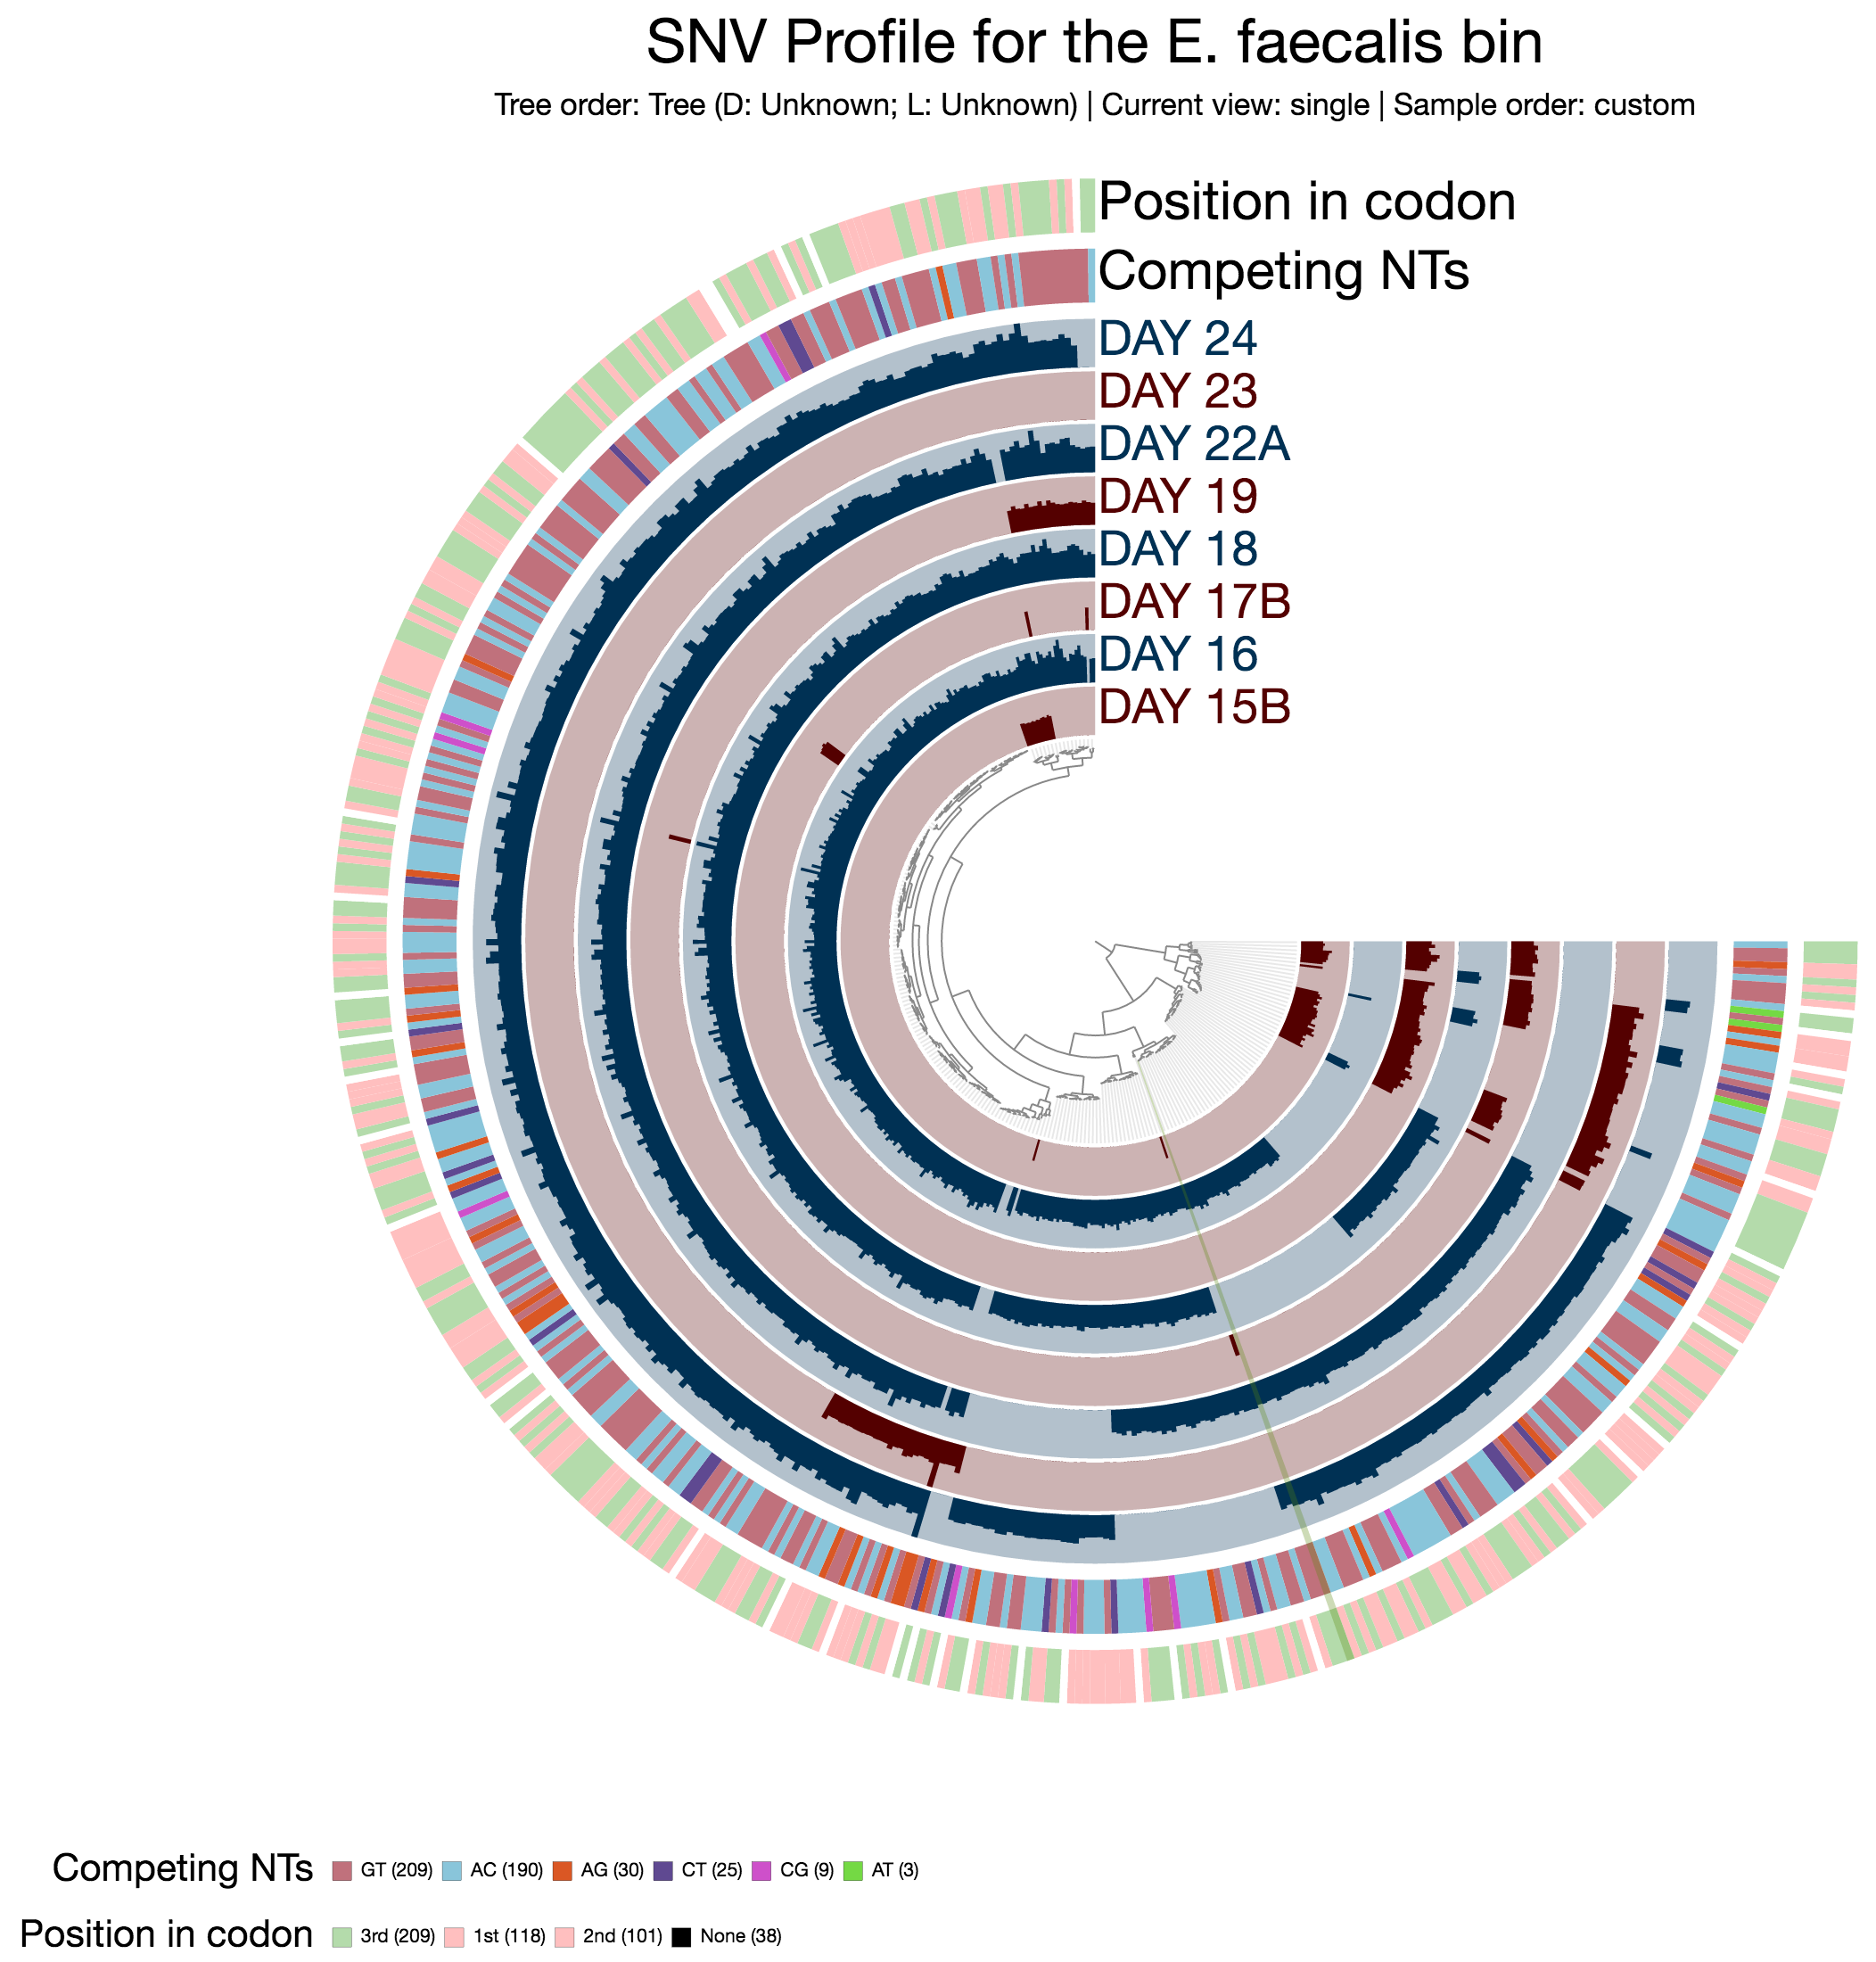 SNV Profile for the E. faecalis bin
Tree order: Tree (D: Unknown; L: Unknown) | Current view: single | Sample order: custom
Position in codon
Competing NTs
DAY 24
DAY 23
DAY 22A
DAY 19
DAY 18
DAY 17B
DAY 16
DAY 15B
Competing NTs GT (209) AC (190) AG (30) CT (25) CG (9) AT (3)
Position in codon 3rd (209) 1st (118) 2nd (101) None (38)